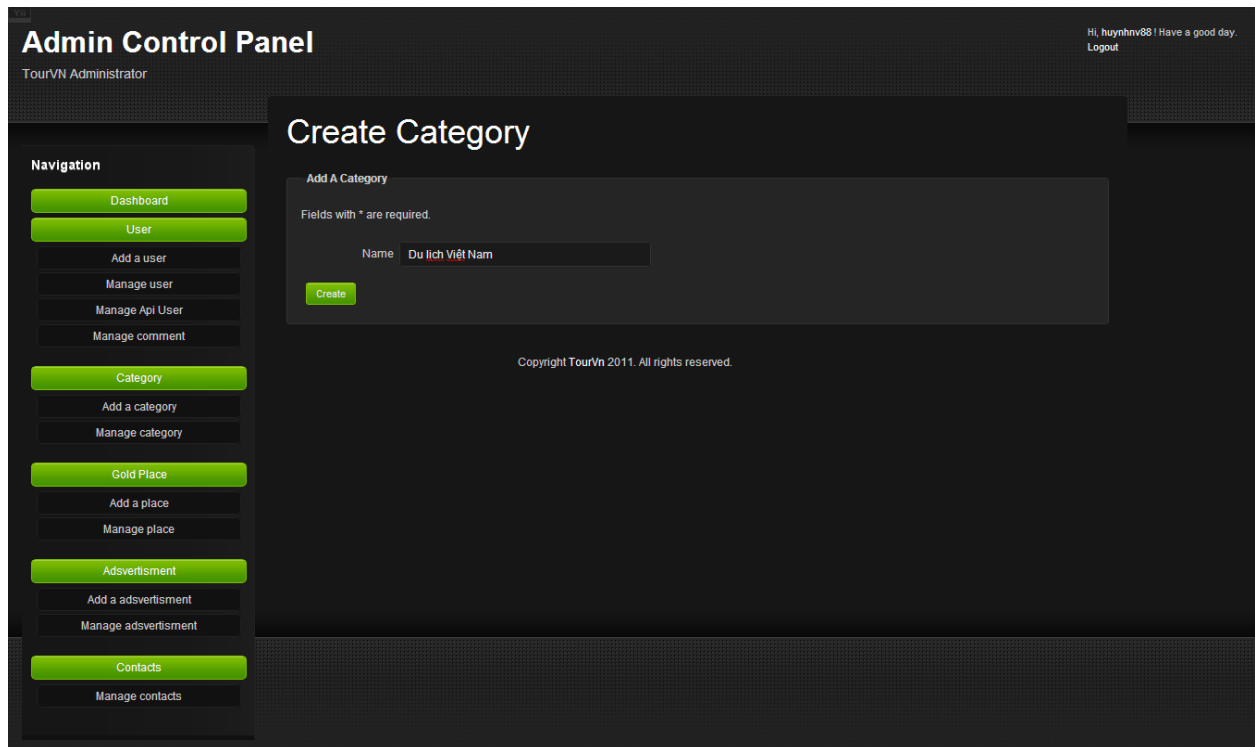 Admin Control Panel
TourVN Administrator
Hi, huynhnv88 ! Have a good day.
Logout
Navigation
Dashboard
User
Add a user
Manage user
Manage Api User
Manage comment
Category
Add a category
Manage category
Gold Place
Add a place
Manage place
Adsvertisment
Add a adsvertisment
Manage adsvertisment
Contacts
Manage contacts
Create Category
Add A Category
Fields with * are required.
Name Du lịch Việt Nam
Create
Copyright TourVn 2011. All rights reserved.